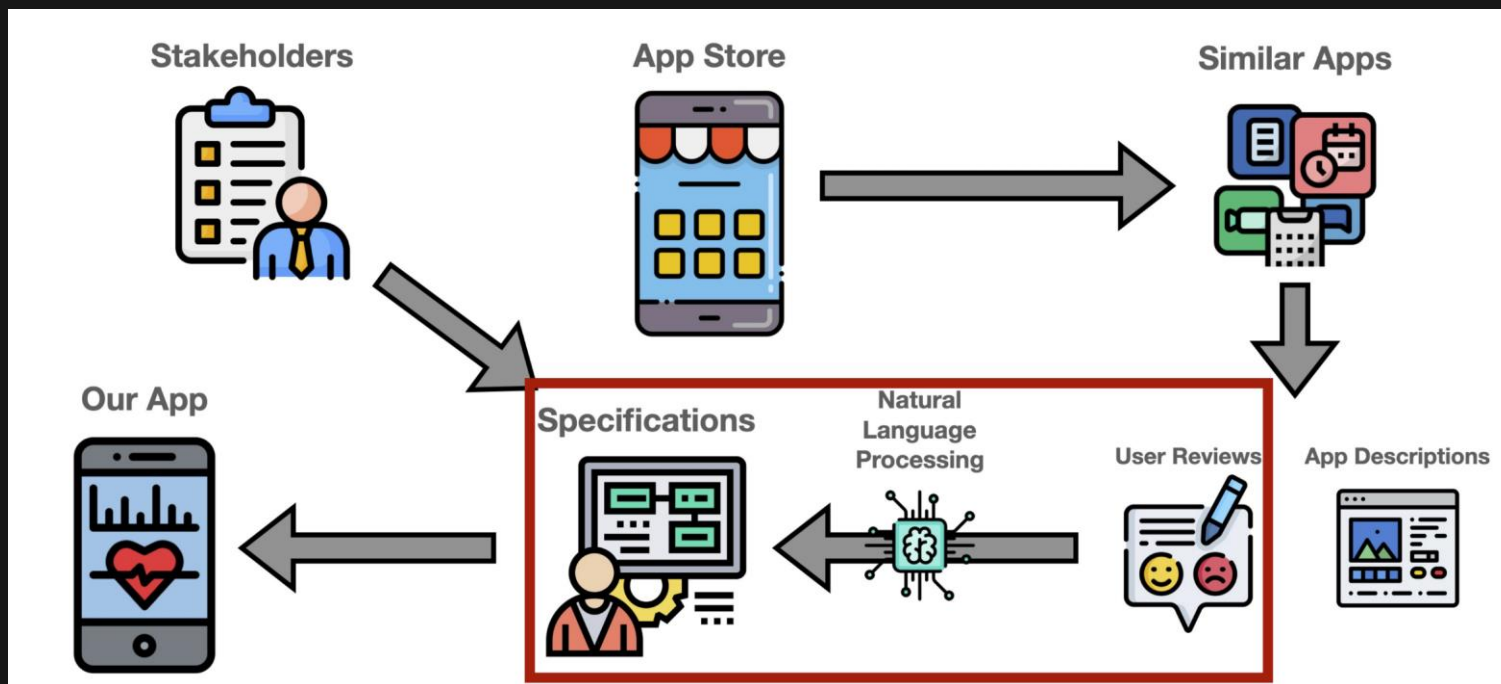 Stakeholders
App Store
Similar Apps
Our App
Specifications
Natural
Language
Processing
User Reviews
App Descriptions